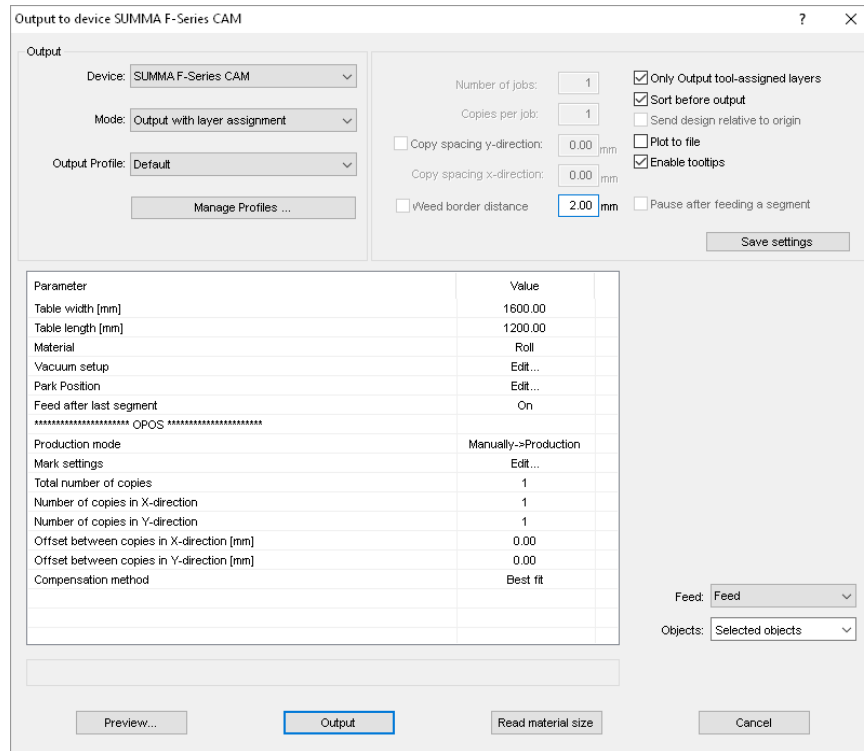 Output to device SUMMA F-Series CAM
? ×
Output
Device: SUMMA F-Series CAM
Mode: Output with layer assignment
Output Profile: Default
Manage Profiles ...
Number of jobs: 1
Copies per job: 1
Copy spacing y-direction: 0.00 mm
Copy spacing x-direction: 0.00 mm
Weed border distance 2.00 mm
Only Output tool-assigned layers
Sort before output
Send design relative to origin
Plot to file
Enable tooltips
Pause after feeding a segment
Save settings
Parameter Value
Table width [mm] 1600.00
Table length [mm] 1200.00
Material Roll
Vacuum setup Edit...
Park Position Edit...
Feed after last segment On
********************** OPOS **********************
Production mode Manually->Production
Mark settings Edit...
Total number of copies 1
Number of copies in X-direction 1
Number of copies in Y-direction 1
Offset between copies in X-direction [mm] 0.00
Offset between copies in Y-direction [mm] 0.00
Compensation method Best fit
Feed: Feed
Objects: Selected objects
Preview... Output Read material size Cancel